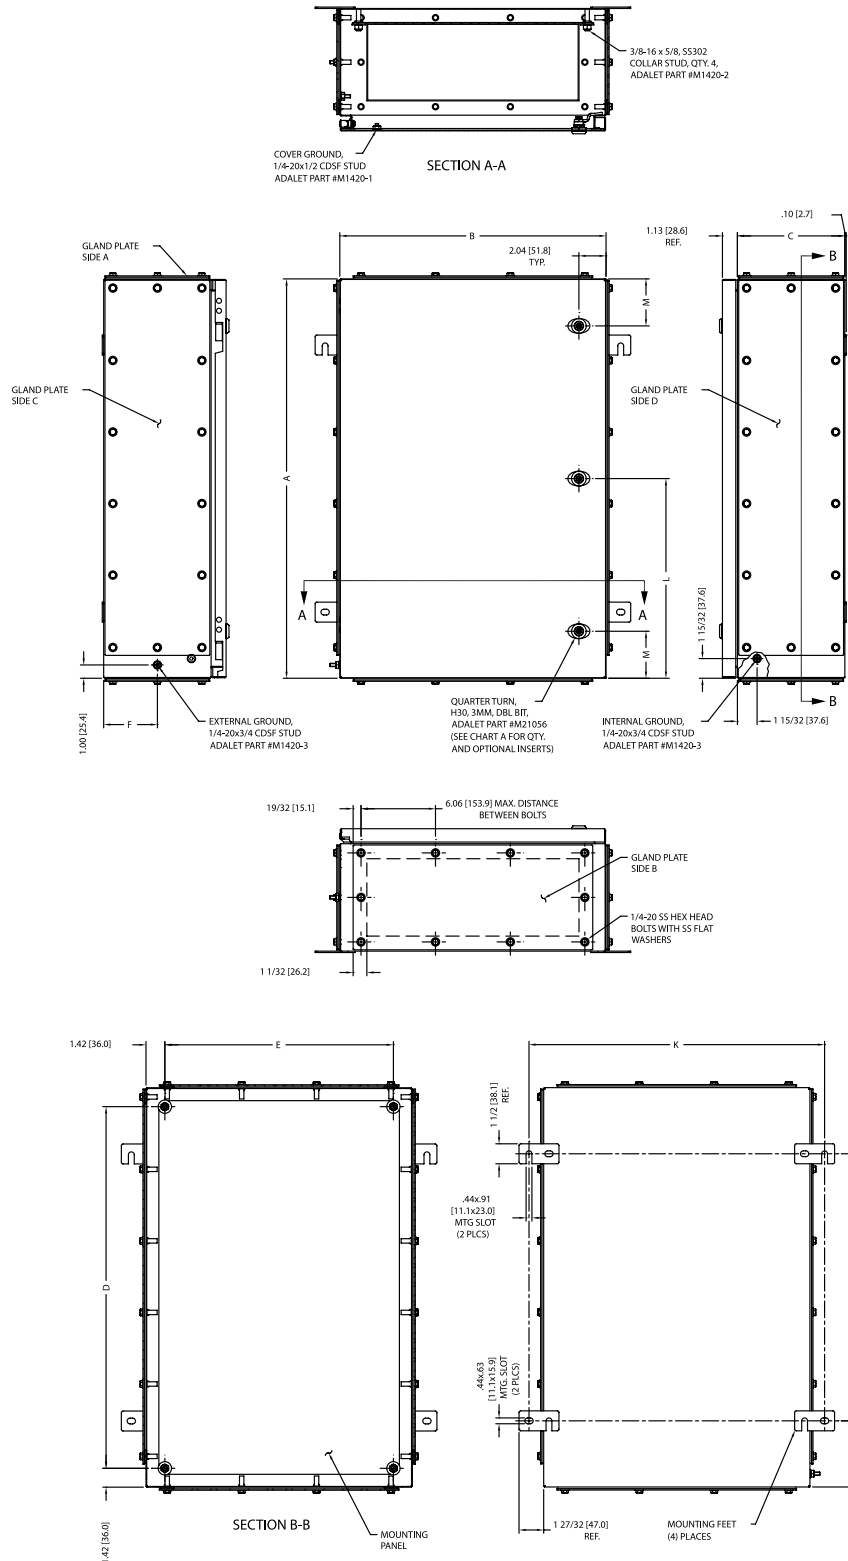 3/8-16 x 5/8, SS302
COLLAR STUD, QTY. 4,
ADALET PART #M1420-2
COVER GROUND,
1/4-20x1/2 CDSF STUD
ADALET PART #M1420-1
SECTION A-A
GLAND PLATE
SIDE A
B
2.04 [51.8]
TYP.
1.13 [28.6]
REF.
.10 [2.7]
C
B
M
GLAND PLATE
SIDE C
GLAND PLATE
SIDE D
A
L
A
A
M
1 15/32 [37.6]
1.00 [25.4]
F
EXTERNAL GROUND,
1/4-20x3/4 CDSF STUD
ADALET PART #M1420-3
QUARTER TURN,
H30, 3MM, DBL BIT,
ADALET PART #M21056
(SEE CHART A FOR QTY.
AND OPTIONAL INSERTS)
INTERNAL GROUND,
1/4-20x3/4 CDSF STUD
ADALET PART #M1420-3
B
1 15/32 [37.6]
19/32 [15.1]
6.06 [153.9] MAX. DISTANCE
BETWEEN BOLTS
GLAND PLATE
SIDE B
1/4-20 SS HEX HEAD
BOLTS WITH SS FLAT
WASHERS
1 1/32 [26.2]
1.42 [36.0]
E
K
1 1/2 [38.1]
REF.
.44x.91
[11.1x23.0]
MTG SLOT
(2 PLCS)
D
.44x.63
[11.1x15.9]
MTG. SLOT
(2 PLCS)
1.42 [36.0]
SECTION B-B
MOUNTING
PANEL
1 27/32 [47.0]
REF.
MOUNTING FEET
(4) PLACES